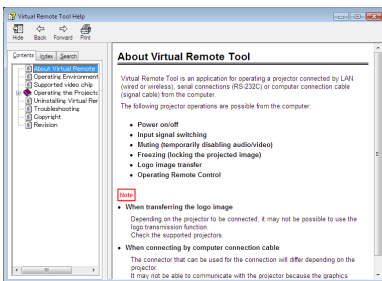 Virtual Remote Tool Help
Hide Back Forward Print
Contents Index Search
About Virtual Remote
Operating Environment
Supported video chip
Operating the Projecto
Uninstalling Virtual Rer
Troubleshooting
Copyright
Revision
About Virtual Remote Tool
Virtual Remote Tool is an application for operating a projector connected by LAN
(wired or wireless), serial connections (RS-232C) or computer connection cable
(signal cable) from the computer.
The following projector operations are possible from the computer.
• Power on/off
• Input signal switching
• Muting (temporarily disabling audio/video)
• Freezing (locking the projected image)
• Logo image transfer
• Operating Remote Control
Note
• When transferring the logo image
Depending on the projector to be connected, it may not be possible to use the
logo transmission function.
Check the supported projectors.
• When connecting by computer connection cable
The connector that can be used for the connection will differ depending on the
projector.
It may not be able to communicate with the projector because the graphics